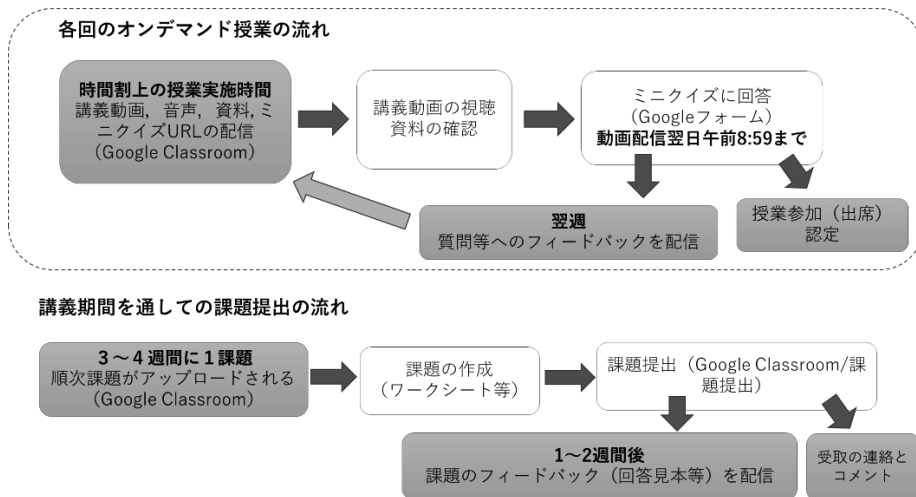 各回のオンデマンド授業の流れ
時間割上の授業実施時間
講義動画，音声，資料,ミ
ニクイズURLの配信
（Google Classroom）
講義動画の視聴
資料の確認
ミニクイズに回答
（Googleフォーム）
動画配信翌日午前8:59まで
翌週
質問等へのフィードバックを配信
授業参加（出席）
認定
講義期間を通しての課題提出の流れ
３～４週間に１課題
順次課題がアップロードされる
（Google Classroom）
課題の作成
（ワークシート等）
課題提出（Google Classroom/課
題提出）
1～2週間後
課題のフィードバック（回答見本等）を配信
受取の連絡と
コメント